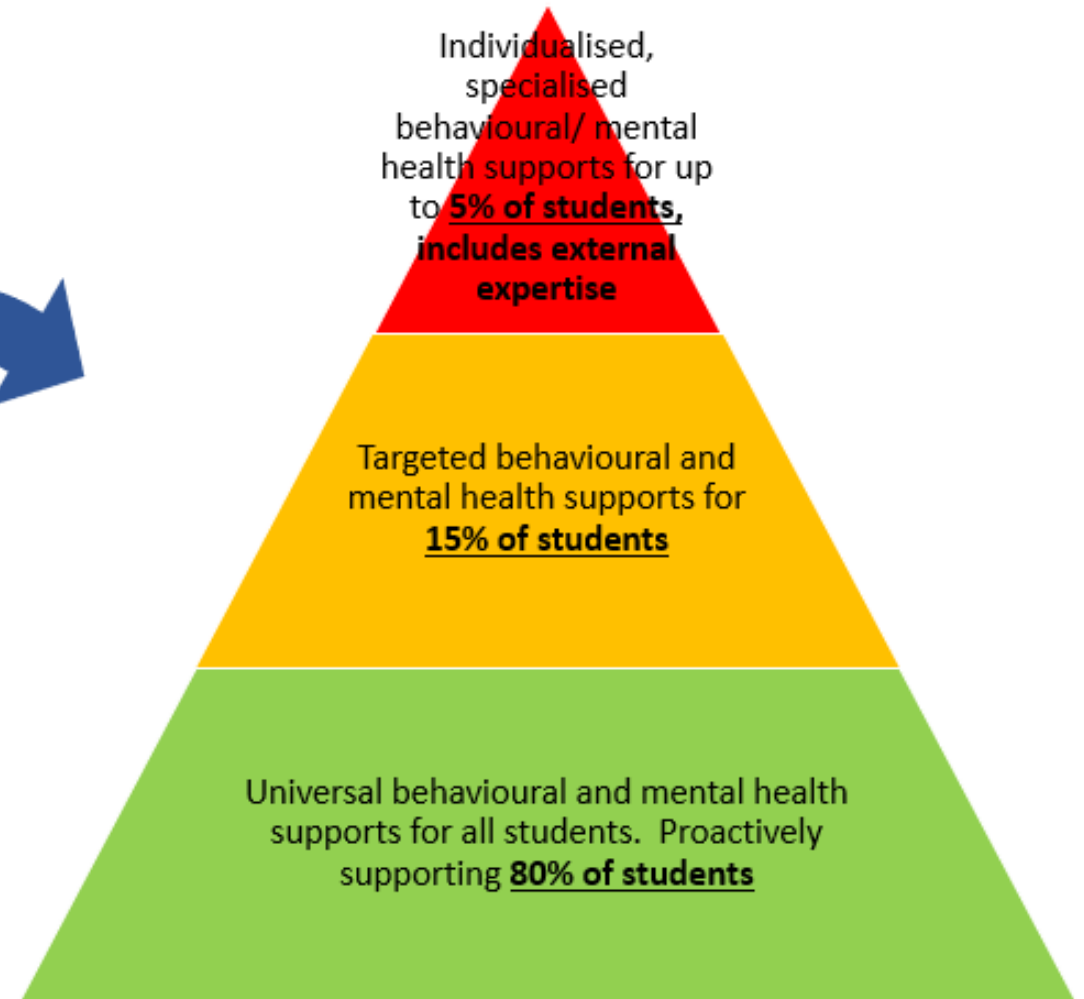 Individualised,
specialised
behavioural/ mental
health supports for up
to 5% of students,
includes external
expertise
Targeted behavioural and
mental health supports for
15% of students
Universal behavioural and mental health
supports for all students.  Proactively
supporting 80% of students